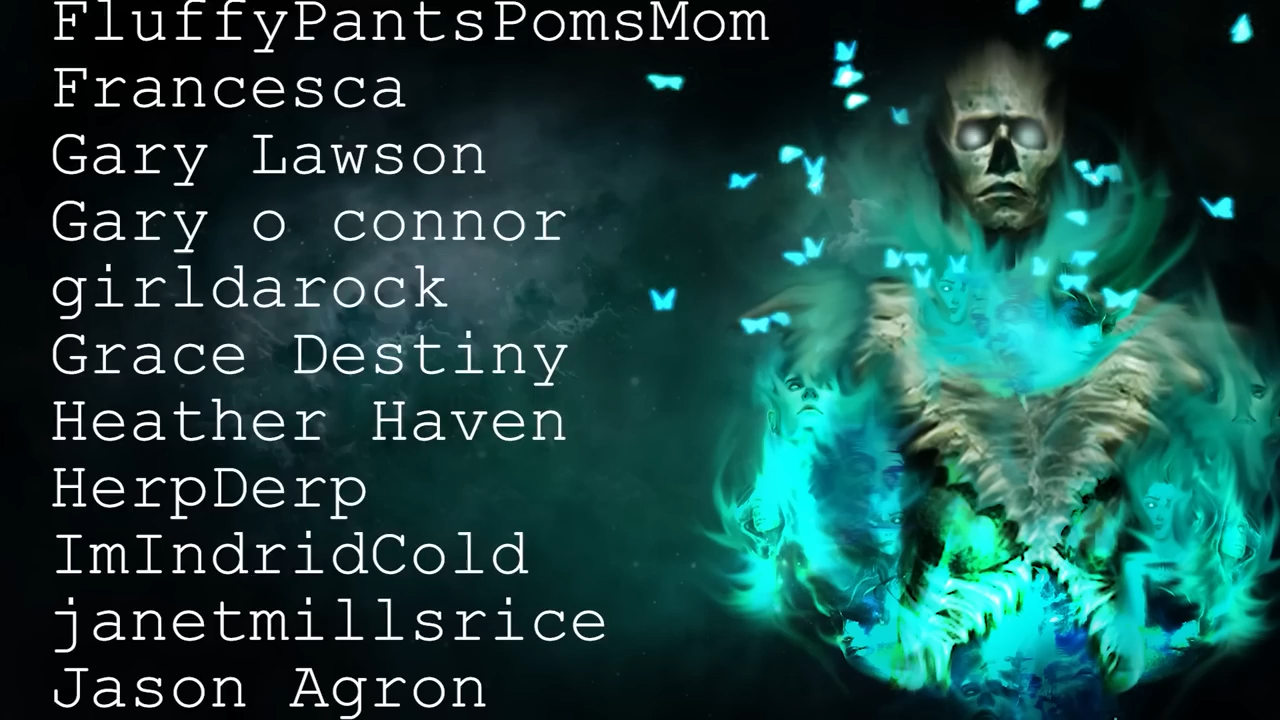 FluffyPantsPomsMom
Francesca
Gary Lawson
Gary o connor
girldarock
Grace Destiny
Heather Haven
HerpDerp
ImIndridCold
janetmillsrice
Jason Agron